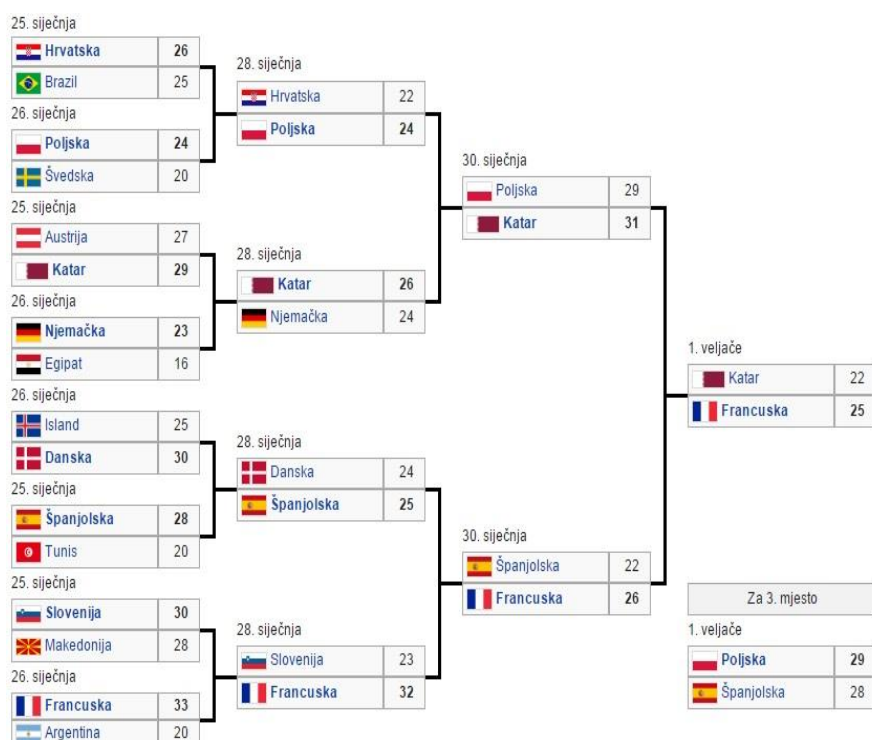 25. siječnja
Hrvatska 26
Brazil 25
26. siječnja
Poljska 24
Švedska 20
25. siječnja
Austrija 27
Katar 29
26. siječnja
Njemačka 23
Egipat 16
26. siječnja
Island 25
Danska 30
25. siječnja
Španjolska 28
Tunis 20
25. siječnja
Slovenija 30
Makedonija 28
26. siječnja
Francuska 33
Argentina 20
28. siječnja
Hrvatska 22
Poljska 24
28. siječnja
Katar 26
Njemačka 24
28. siječnja
Danska 24
Španjolska 25
28. siječnja
Slovenija 23
Francuska 32
30. siječnja
Poljska 29
Katar 31
30. siječnja
Španjolska 22
Francuska 26
1. veljače
Katar 22
Francuska 25
Za 3. mjesto
1. veljače
Poljska 29
Španjolska 28